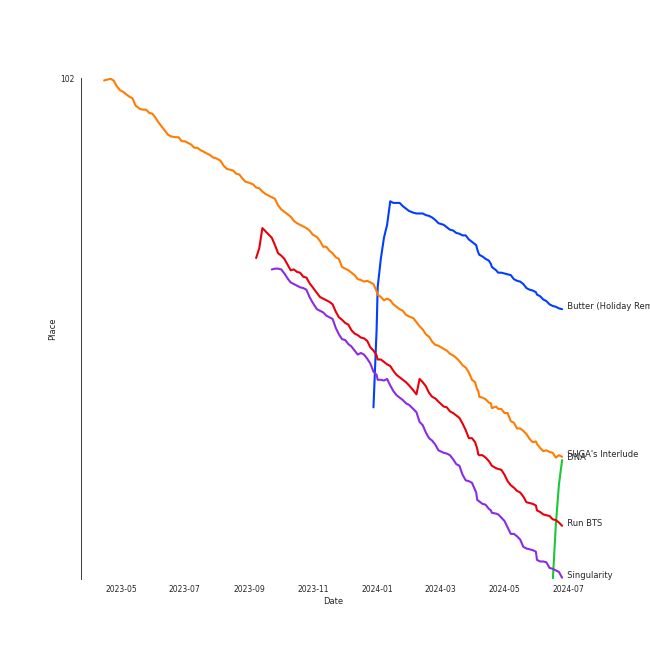 102
Place
Butter (Holiday Rem
SUGA's Interlude
DNA
Run BTS
Singularity
2023-05 2023-07 2023-09 2023-11 2024-01 2024-03 2024-05 2024-07
Date